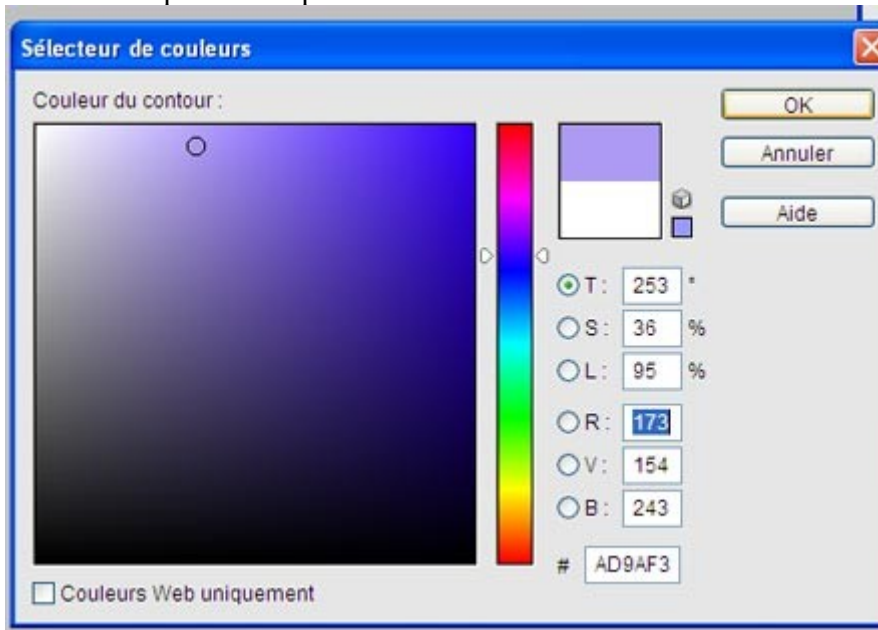 Sélecteur de couleurs
Couleur du contour :
OK
Annuler
Aide
T : 253 °
S : 36 %
L : 95 %
R : 173
V : 154
B : 243
# AD9AF3
Couleurs Web uniquement